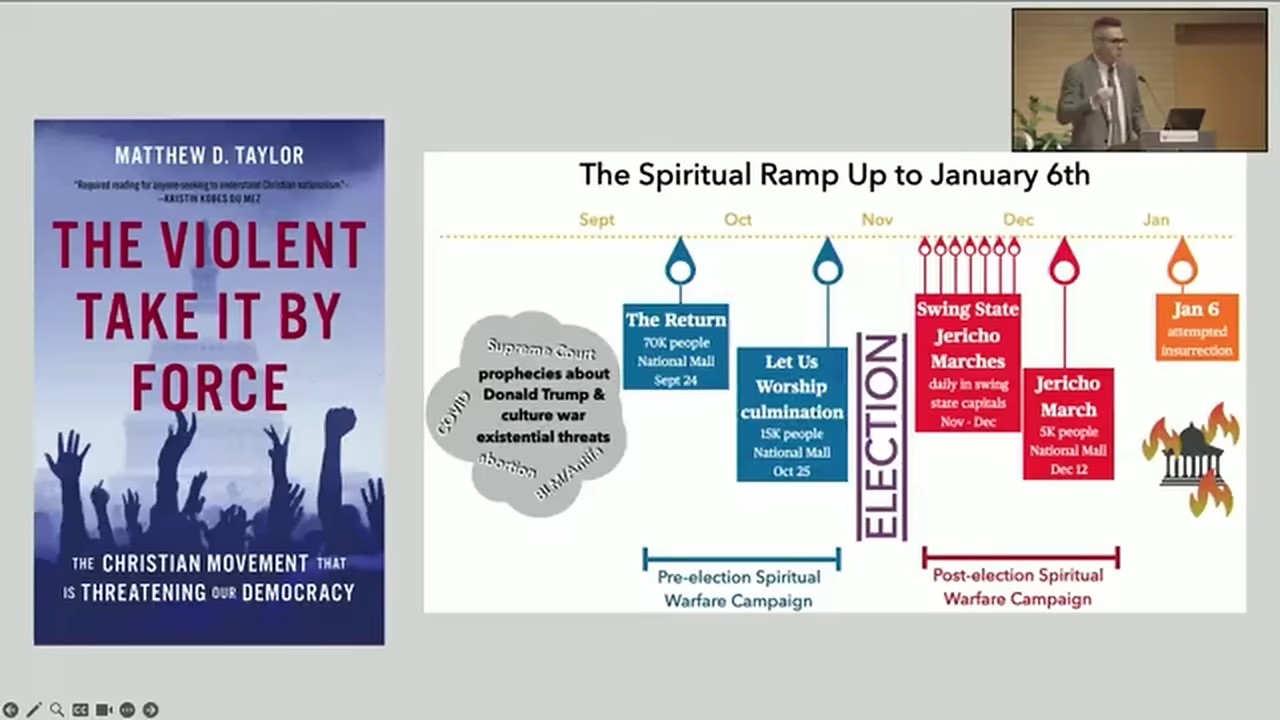 MATTHEW D. TAYLOR
"Required reading for anyone seeking to understand Christian nationalism."-
—KRISTIN KOBES DU MEZ
THE VIOLENT
TAKE IT BY
FORCE
THE CHRISTIAN MOVEMENT THAT
IS THREATENING OUR DEMOCRACY
The Spiritual Ramp Up to January 6th
Sept Oct Nov Dec Jan
Supreme Court
prophecies about
Donald Trump &
culture war
existential threats
COVID
abortion
BLM/Antifa
The Return
70K people
National Mall
Sept 24
Let Us
Worship
culmination
15K people
National Mall
Oct 25
ELECTION
Swing State
Jericho
Marches
daily in swing
state capitals
Nov - Dec
Jericho
March
5K people
National Mall
Dec 12
Jan 6
attempted
insurrection
Pre-election Spiritual
Warfare Campaign
Post-election Spiritual
Warfare Campaign
CC